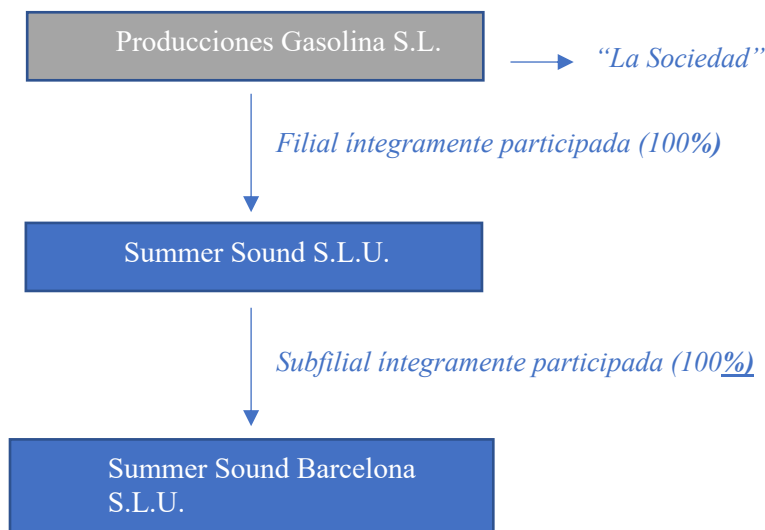 Producciones Gasolina S.L.
“La Sociedad”
Filial íntegramente participada (100%)
Summer Sound S.L.U.
Subfilial íntegramente participada (100%)
Summer Sound Barcelona
S.L.U.